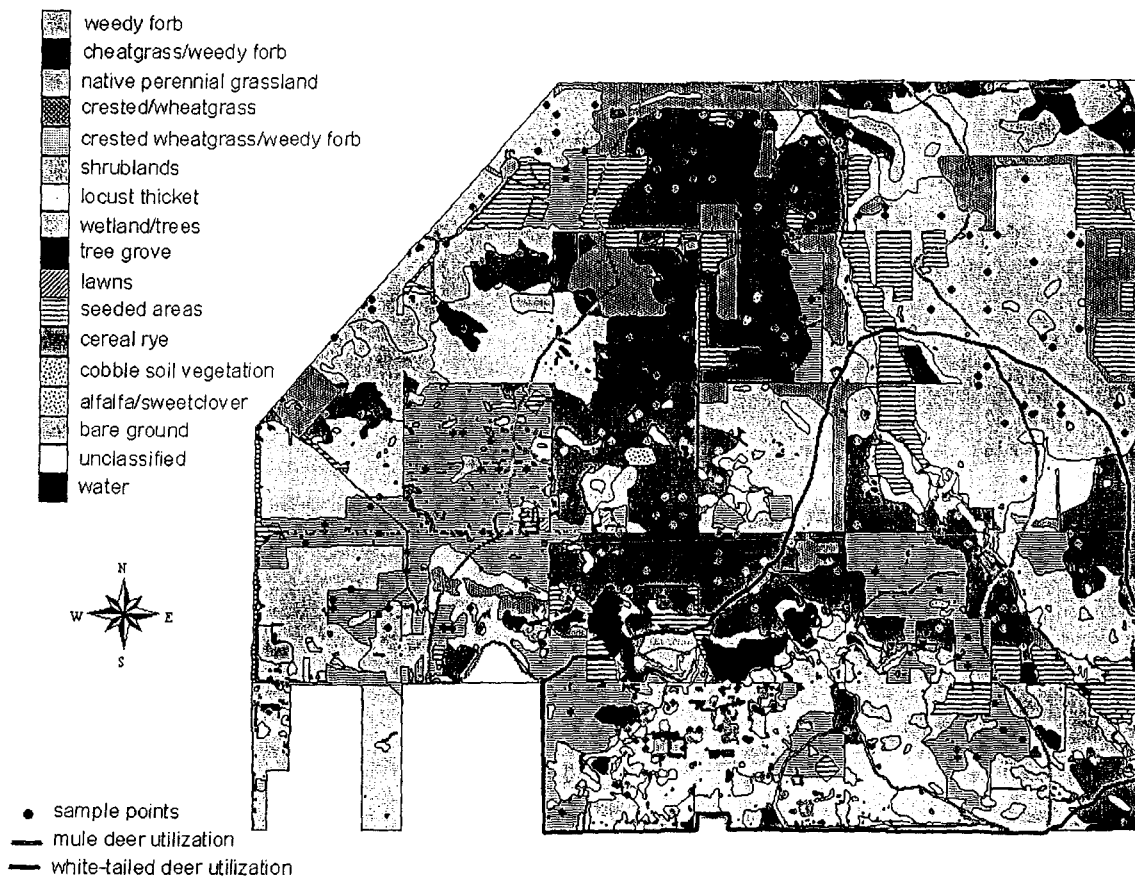 weedy forb
cheatgrass/weedy forb
native perennial grassland
crested/wheatgrass
crested wheatgrass/weedy forb
shrublands
locust thicket
wetland/trees
tree grove
lawns
seeded areas
cereal rye
cobble soil vegetation
alfalfa/sweetclover
bare ground
unclassified
water
N
W E
S
sample points
mule deer utilization
white-tailed deer utilization